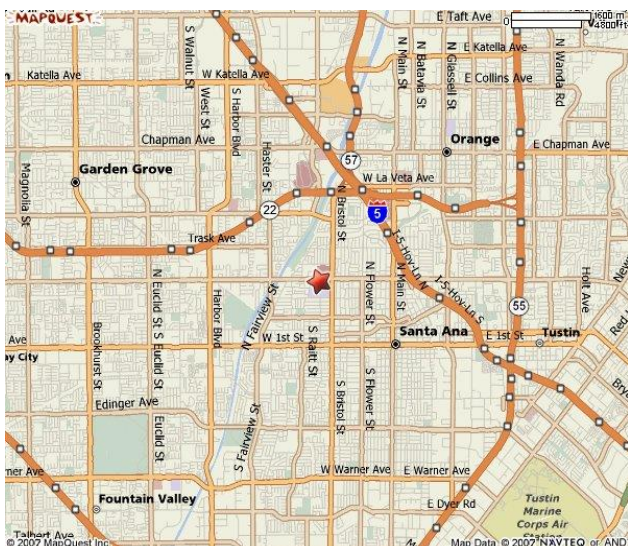 MAPQUEST
1600 m
4800 ft
E Taft Ave
E Katella Ave
Katella Ave
W Katella Ave
E Collins Ave
S Walnut St
West St
S Harbor Blvd
N Main St
N Batavia St
N Glassell St
N Wanda Rd
Chapman Ave
Orange
E Chapman Ave
57
Haster St
Garden Grove
W La Veta Ave
Magnolia St
22
N Bristol St
5
Trask Ave
I-5-Hov-Ln N
I-5-Hov-Ln S
N Euclid St
S Euclid St
Harbor Blvd
N Fairview St
N Flower St
N Main St
Holt Ave
55
Brookhurst St
W 1st St
S Raitt St
Santa Ana
E 1st St
Tustin
Edinger Ave
S Bristol St
S Flower St
Euclid St
S Fairview St
W Warner Ave
E Warner Ave
Fountain Valley
E Dyer Rd
Tustin
Marine
Corps Air
Station
Talbert Ave
© 2007 MapQuest Inc.
Map Data © 2007 NAVTEQ or AND